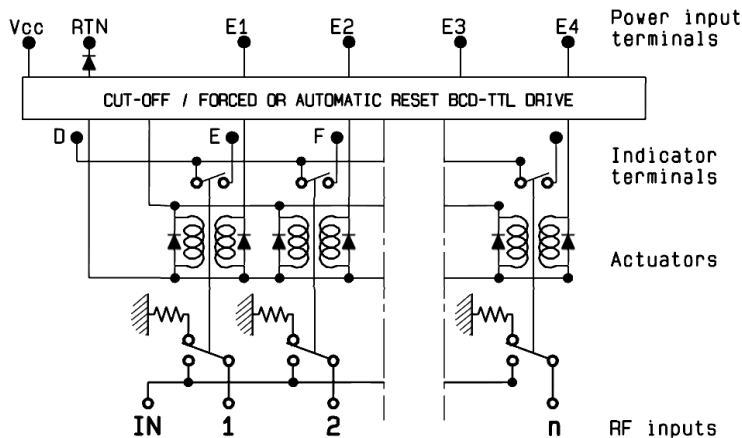 Vcc RTN E1 E2 E3 E4 Power input
terminals
CUT-OFF / FORCED OR AUTOMATIC RESET BCD-TTL DRIVE
D E F
Indicator
terminals
Actuators
IN 1 2 n RF inputs